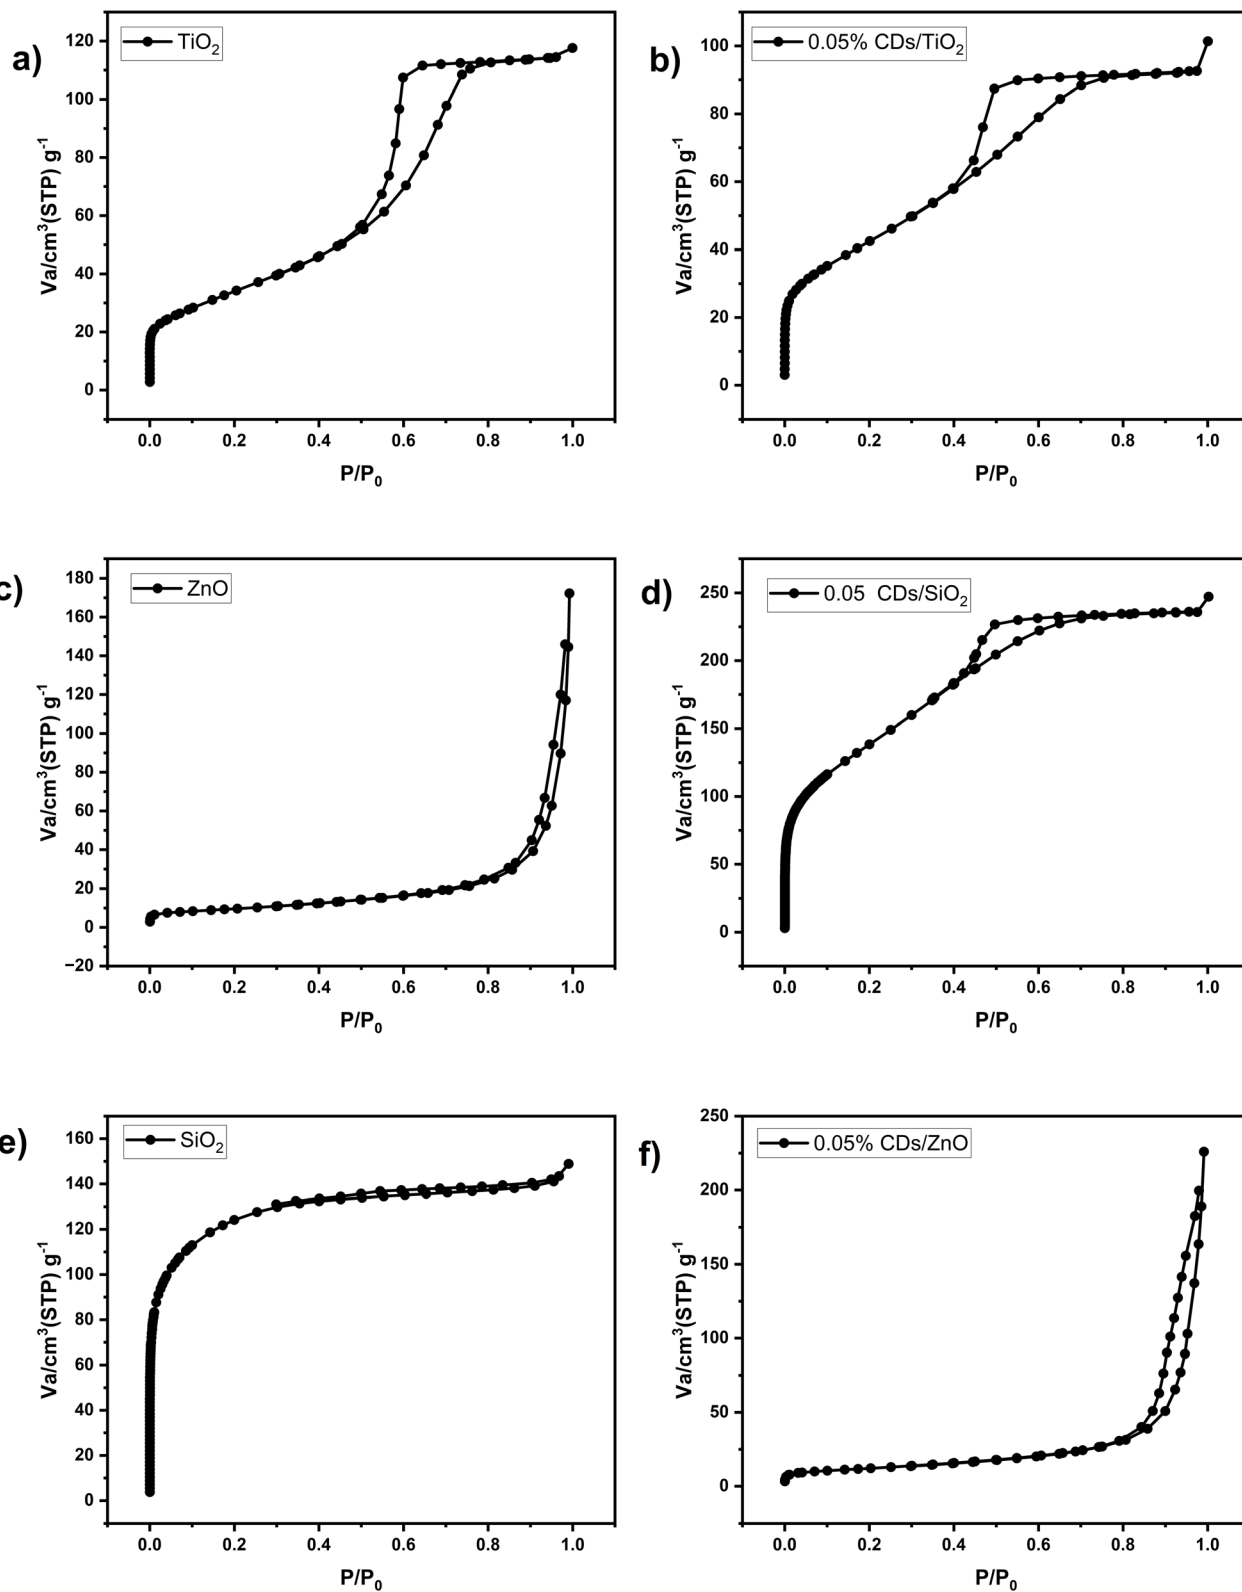 a)
TiO₂
120
100
80
60
40
20
0
Va/cm³(STP) g⁻¹
0.0 0.2 0.4 0.6 0.8 1.0
P/P₀
b)
0.05% CDs/TiO₂
100
80
60
40
20
0
Va/cm³(STP) g⁻¹
0.0 0.2 0.4 0.6 0.8 1.0
P/P₀
c)
ZnO
180
160
140
120
100
80
60
40
20
0
−20
Va/cm³(STP) g⁻¹
0.0 0.2 0.4 0.6 0.8 1.0
P/P₀
d)
0.05 CDs/SiO₂
250
200
150
100
50
0
Va/cm³(STP) g⁻¹
0.0 0.2 0.4 0.6 0.8 1.0
P/P₀
e)
SiO₂
160
140
120
100
80
60
40
20
0
Va/cm³(STP) g⁻¹
0.0 0.2 0.4 0.6 0.8 1.0
P/P₀
f)
0.05% CDs/ZnO
250
200
150
100
50
0
Va/cm³(STP) g⁻¹
0.0 0.2 0.4 0.6 0.8 1.0
P/P₀